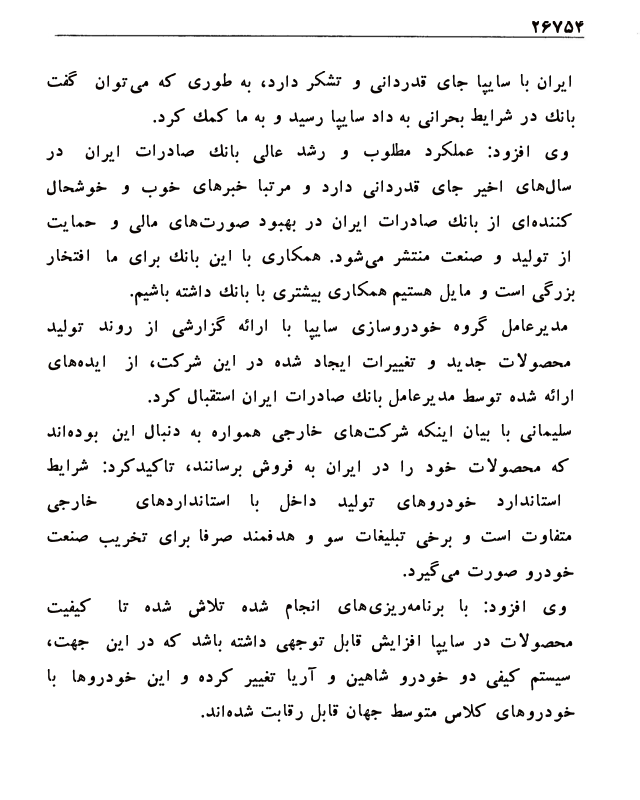 ۲۶۷۵۴
ایران با سایپا جای قدردانی و تشکر دارد، به طوری که می‌توان گفت
بانك در شرایط بحرانی به داد سایپا رسید و به ما كمك کرد.
وی افزود: عملکرد مطلوب و رشد عالی بانك صادرات ایران در
سال‌های اخیر جای قدردانی دارد و مرتبا خبرهای خوب و خوشحال
کننده‌ای از بانك صادرات ایران در بهبود صورت‌های مالی و حمایت
از تولید و صنعت منتشر می‌شود. همکاری با این بانك برای ما افتخار
بزرگی است و مایل هستیم همکاری بیشتری با بانك داشته باشیم.
مدیرعامل گروه خودروسازی سایپا با ارائه گزارشی از روند تولید
محصولات جدید و تغییرات ایجاد شده در این شرکت، از ایده‌های
ارائه شده توسط مدیرعامل بانك صادرات ایران استقبال کرد.
سلیمانی با بیان اینکه شرکت‌های خارجی همواره به دنبال این بوده‌اند
که محصولات خود را در ایران به فروش برسانند، تاکیدکرد: شرایط
استاندارد خودروهای تولید داخل با استانداردهای خارجی
متفاوت است و برخی تبلیغات سو و هدفمند صرفا برای تخریب صنعت
خودرو صورت می‌گیرد.
وی افزود: با برنامه‌ریزی‌های انجام شده تلاش شده تا کیفیت
محصولات در سایپا افزایش قابل توجهی داشته باشد که در این جهت،
سیستم کیفی دو خودرو شاهین و آریا تغییر کرده و این خودروها با
خودروهای کلاس متوسط جهان قابل رقابت شده‌اند.